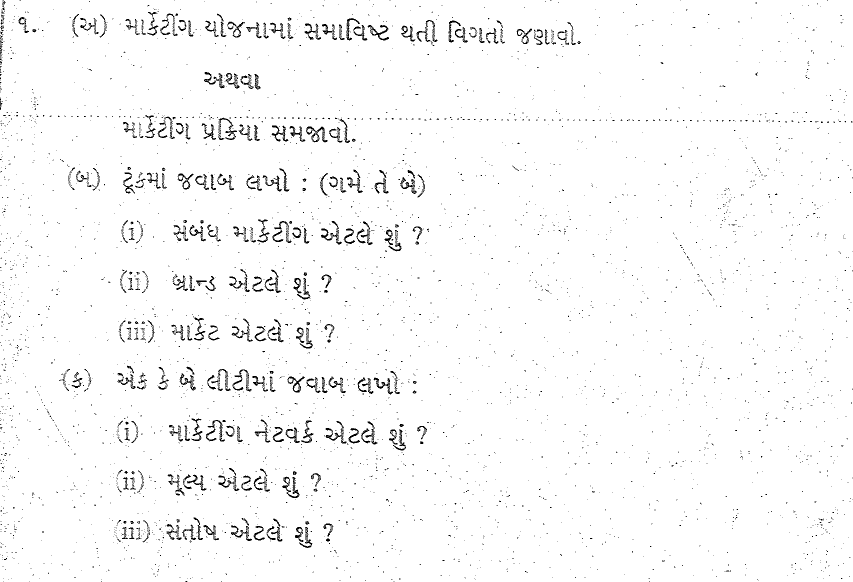 ૧. (અ) માર્કેટીંગ યોજનામાં સમાવિષ્ટ થતી વિગતો જણાવો.
અથવા
માર્કેટીંગ પ્રક્રિયા સમજાવો.
(બ) ટૂંકમાં જવાબ લખો : (ગમે તે બે)
(i) સંબંધ માર્કેટીંગ એટલે શું ?
(ii) બ્રાન્ડ એટલે શું ?
(iii) માર્કેટ એટલે શું ?
(ક) એક કે બે લીટીમાં જવાબ લખો :
(i) માર્કેટીંગ નેટવર્ક એટલે શું ?
(ii) મૂલ્ય એટલે શું ?
(iii) સંતોષ એટલે શું ?